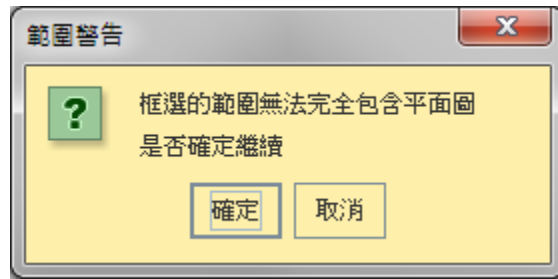 範圍警告
框選的範圍無法完全包含平面圖
是否確定繼續
確定
取消